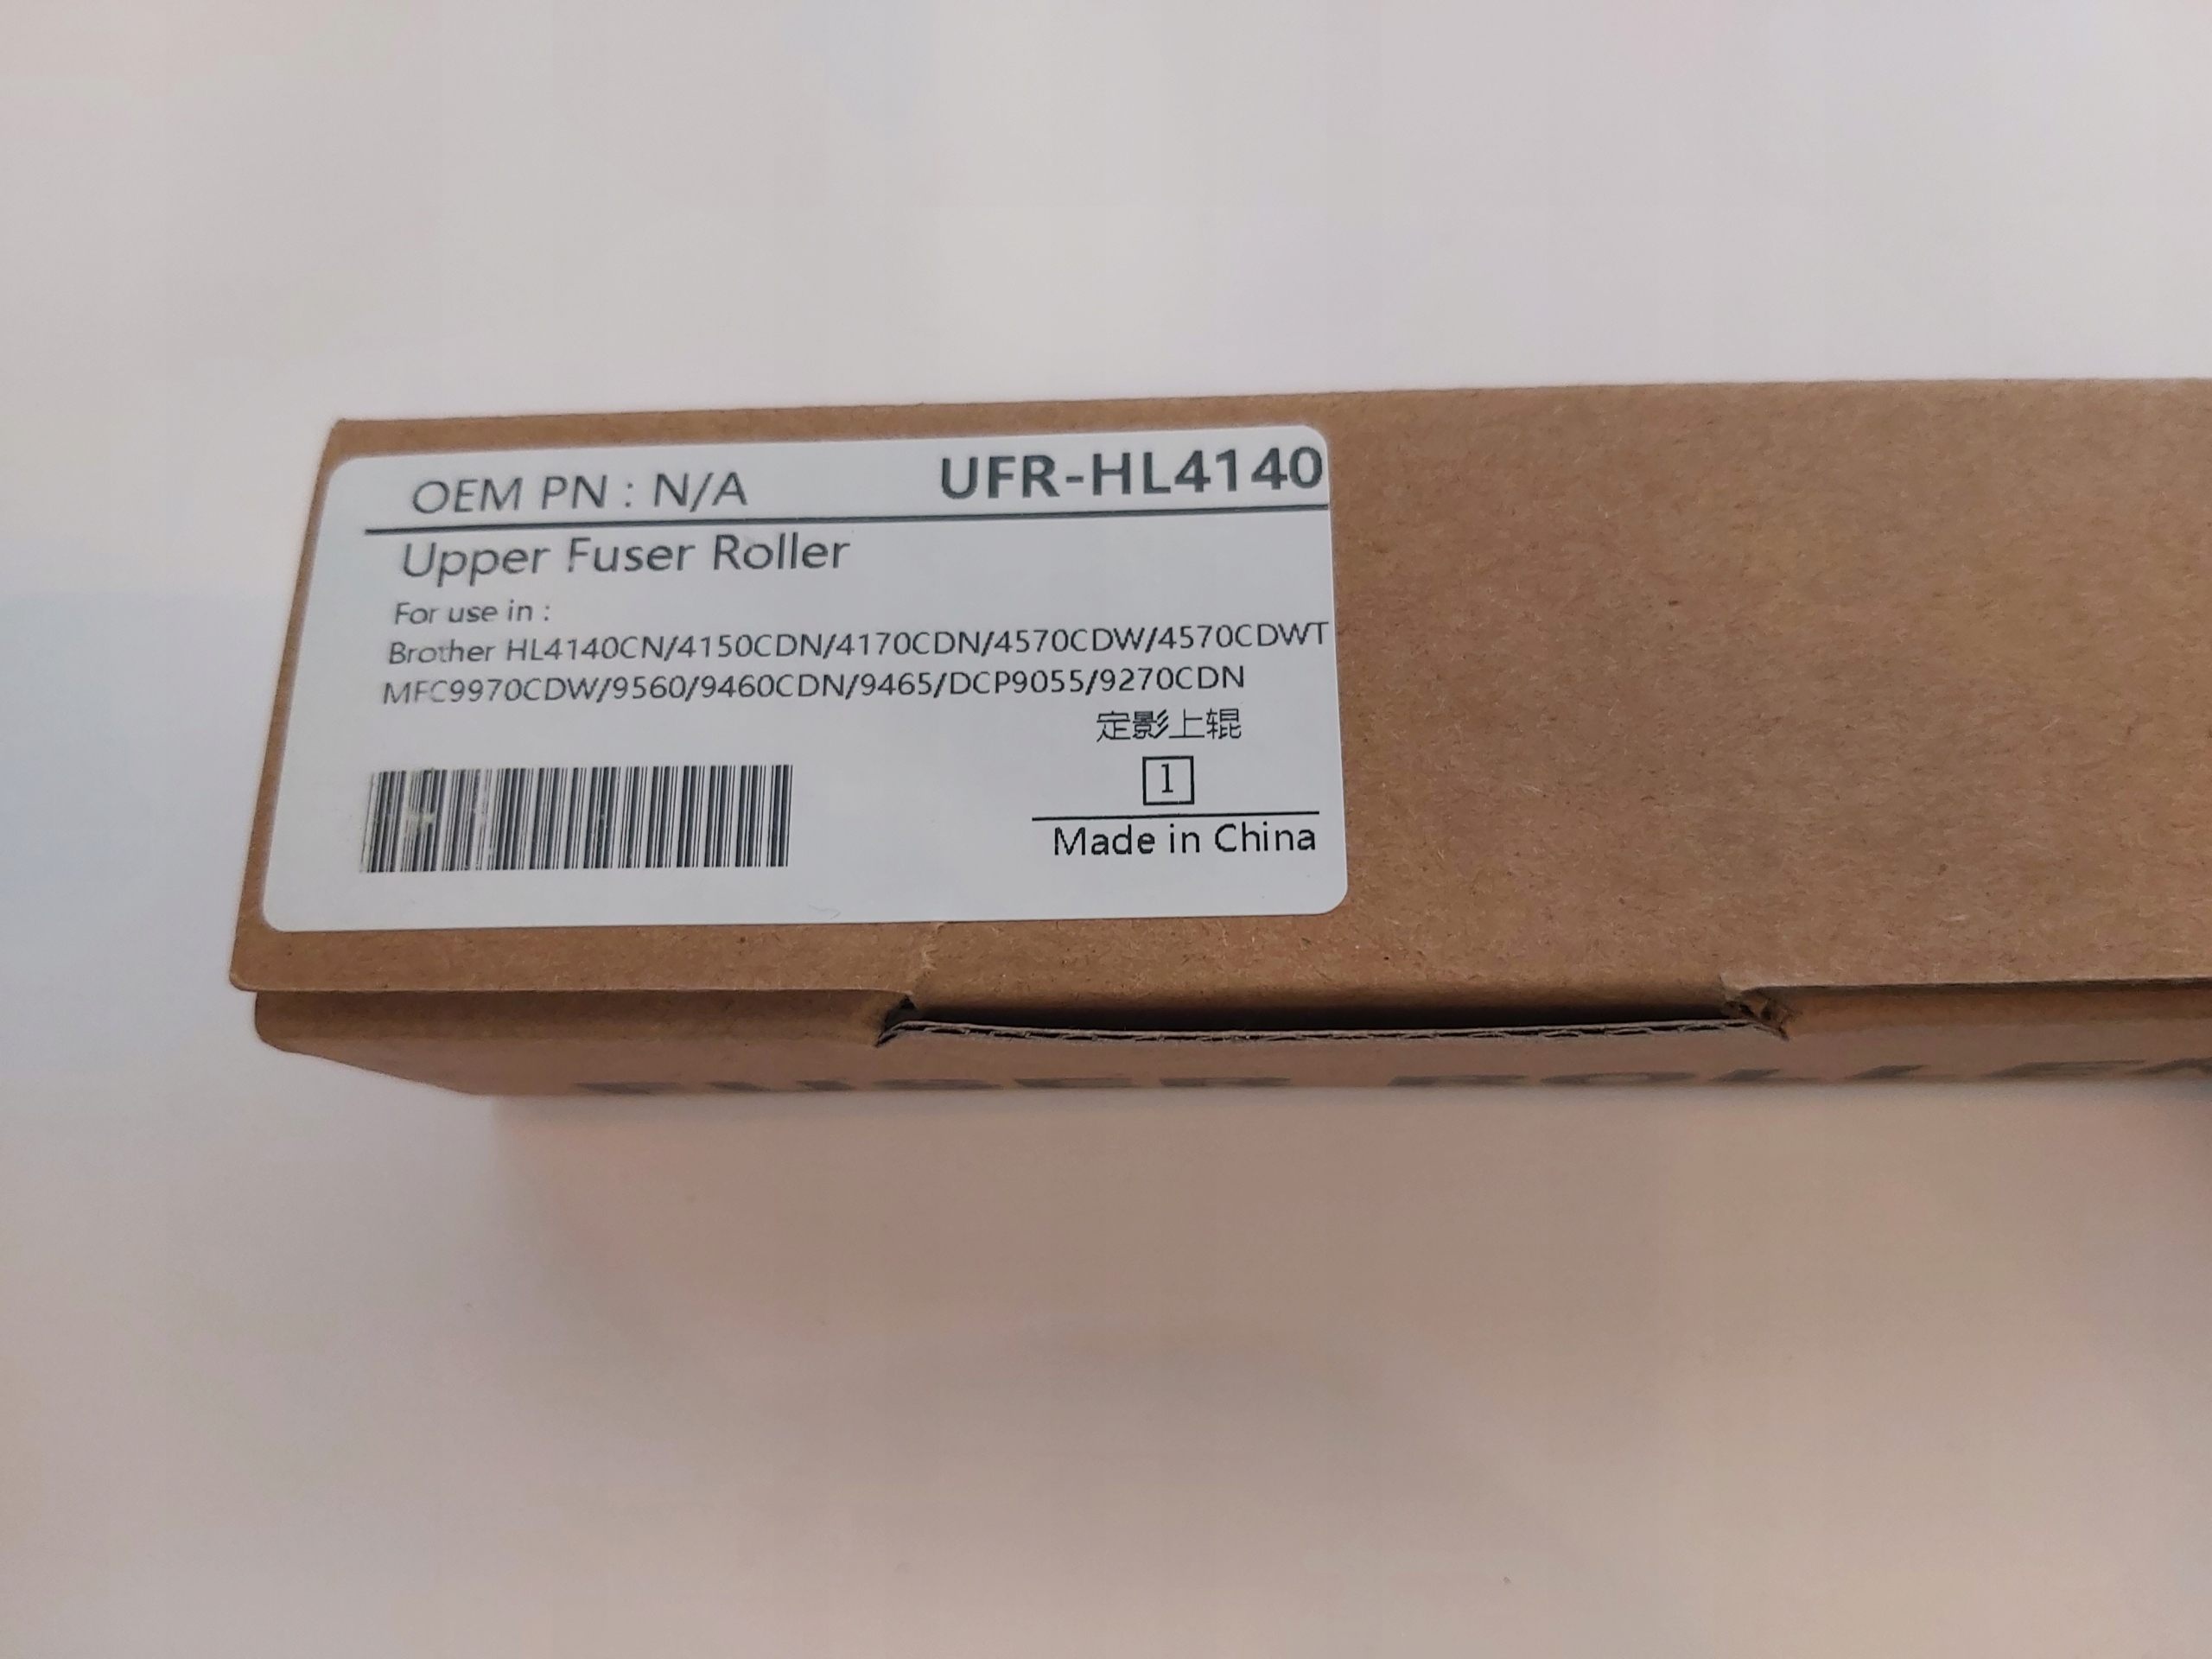 OEM PN : N/A UFR-HL4140
Upper Fuser Roller
For use in :
Brother HL4140CN/4150CDN/4170CDN/4570CDW/4570CDWT
MFC9970CDW/9560/9460CDN/9465/DCP9055/9270CDN
定影上辊
1
Made in China